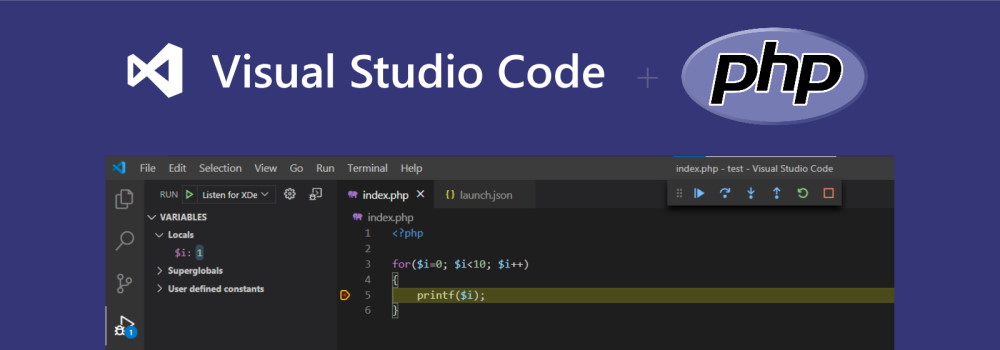 Visual Studio Code + php
File Edit Selection View Go Run Terminal Help
index.php - test - Visual Studio Code
RUN Listen for XDe
index.php
{} launch.json
VARIABLES
Locals
$i: 1
Superglobals
User defined constants
1
index.php
1 <?php
2
3 for($i=0; $i<10; $i++)
4 {
5 printf($i);
6 }